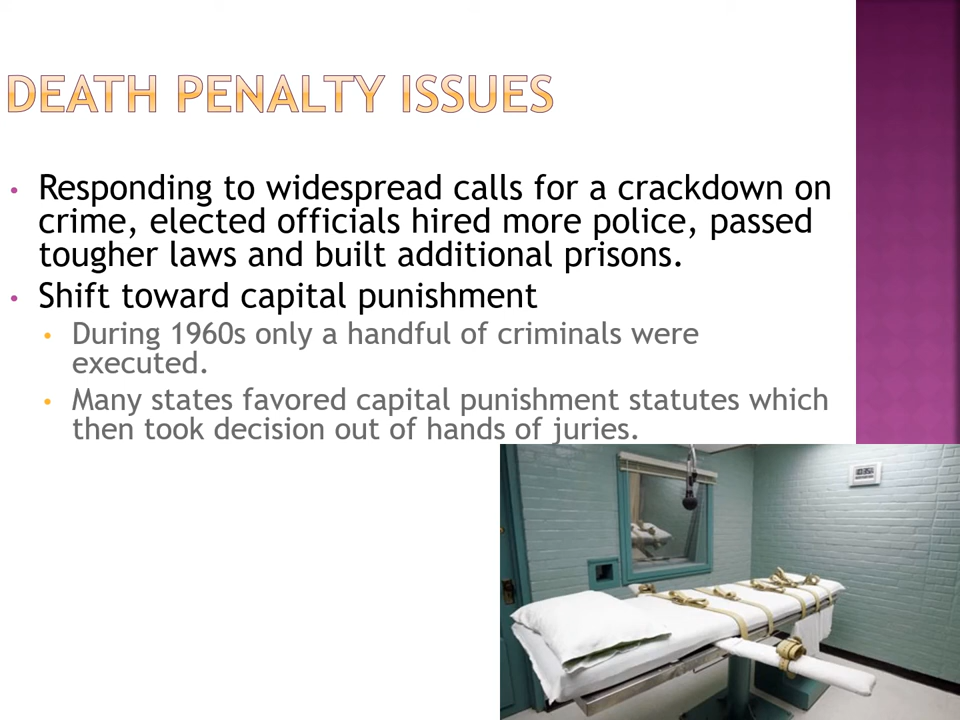 DEATH PENALTY ISSUES
• Responding to widespread calls for a crackdown on
crime, elected officials hired more police, passed
tougher laws and built additional prisons.
• Shift toward capital punishment
• During 1960s only a handful of criminals were
executed.
• Many states favored capital punishment statutes which
then took decision out of hands of juries.